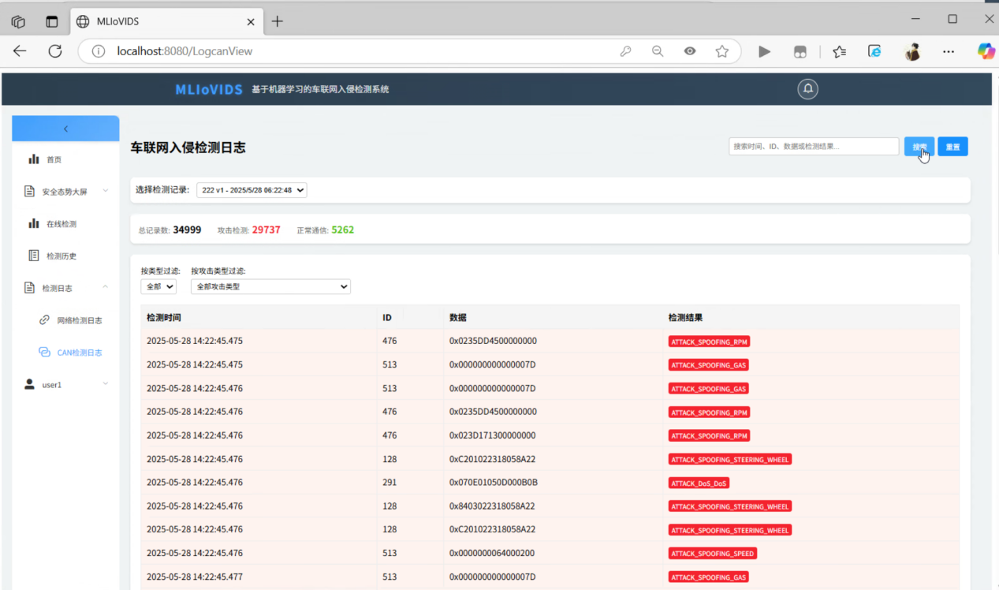 MLIoVIDS
localhost:8080/LogcanView
MLIoVIDS 基于机器学习的车联网入侵检测系统
首页
安全态势大屏
在线检测
检测历史
检测日志
网络检测日志
CAN检测日志
user1
车联网入侵检测日志
搜索时间、ID、数据或检测结果...
搜索
重置
选择检测记录: 222 v1 - 2025/5/28 06:22:48
总记录数: 34999 攻击检测: 29737 正常通信: 5262
按类型过滤: 按攻击类型过滤:
全部 全部攻击类型
检测时间 ID 数据 检测结果
2025-05-28 14:22:45.475 476 0x0235DD4500000000 ATTACK_SPOOFING_RPM
2025-05-28 14:22:45.475 513 0x000000000000007D ATTACK_SPOOFING_GAS
2025-05-28 14:22:45.476 513 0x000000000000007D ATTACK_SPOOFING_GAS
2025-05-28 14:22:45.476 476 0x0235DD4500000000 ATTACK_SPOOFING_RPM
2025-05-28 14:22:45.476 476 0x023D171300000000 ATTACK_SPOOFING_RPM
2025-05-28 14:22:45.476 128 0xC201022318058A22 ATTACK_SPOOFING_STEERING_WHEEL
2025-05-28 14:22:45.476 291 0x070E01050D000B0B ATTACK_DoS_DoS
2025-05-28 14:22:45.476 128 0x8403022318058A22 ATTACK_SPOOFING_STEERING_WHEEL
2025-05-28 14:22:45.476 128 0xC201022318058A22 ATTACK_SPOOFING_STEERING_WHEEL
2025-05-28 14:22:45.476 513 0x0000000064000200 ATTACK_SPOOFING_SPEED
2025-05-28 14:22:45.477 513 0x000000000000007D ATTACK_SPOOFING_GAS